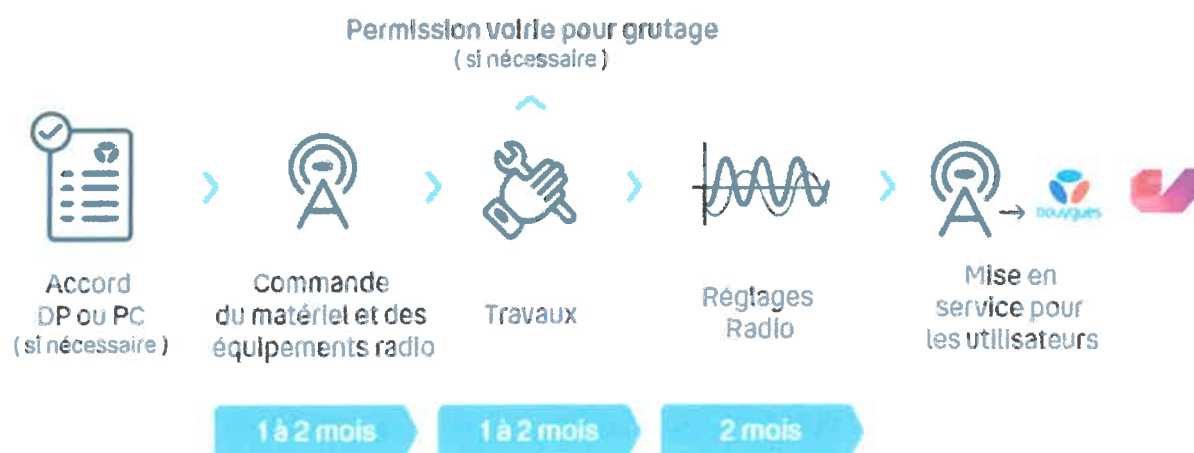 Permission voirie pour grutage
( si nécessaire )
Accord
DP ou PC
( si nécessaire )
Commande
du matériel et des
équipements radio
Travaux
Réglages
Radio
bouygues
Mise en
service pour
les utilisateurs
1 à 2 mois
1 à 2 mois
2 mois